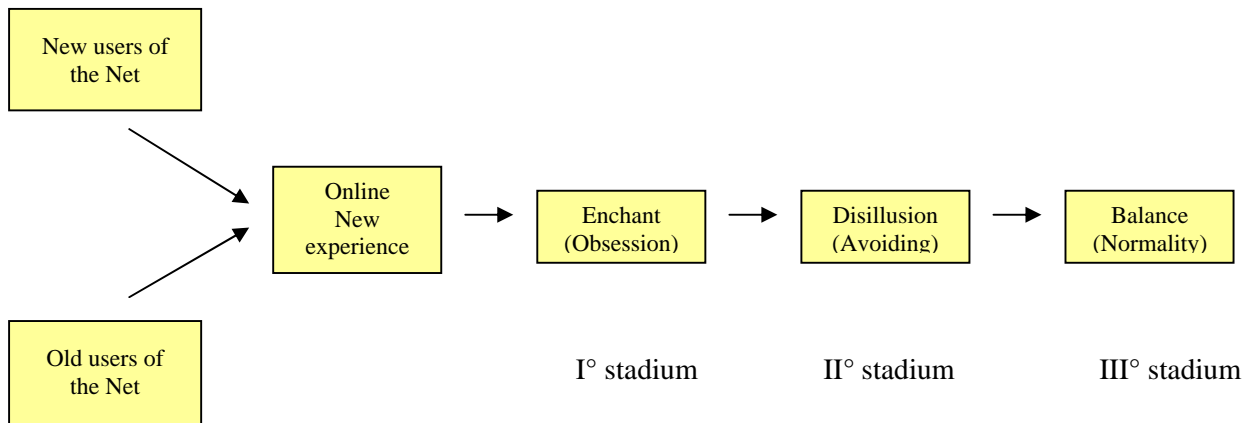 New users of
the Net
Online
New
experience
Enchant
(Obsession)
Disillusion
(Avoiding)
Balance
(Normality)
Old users of
the Net
I° stadium
II° stadium
III° stadium